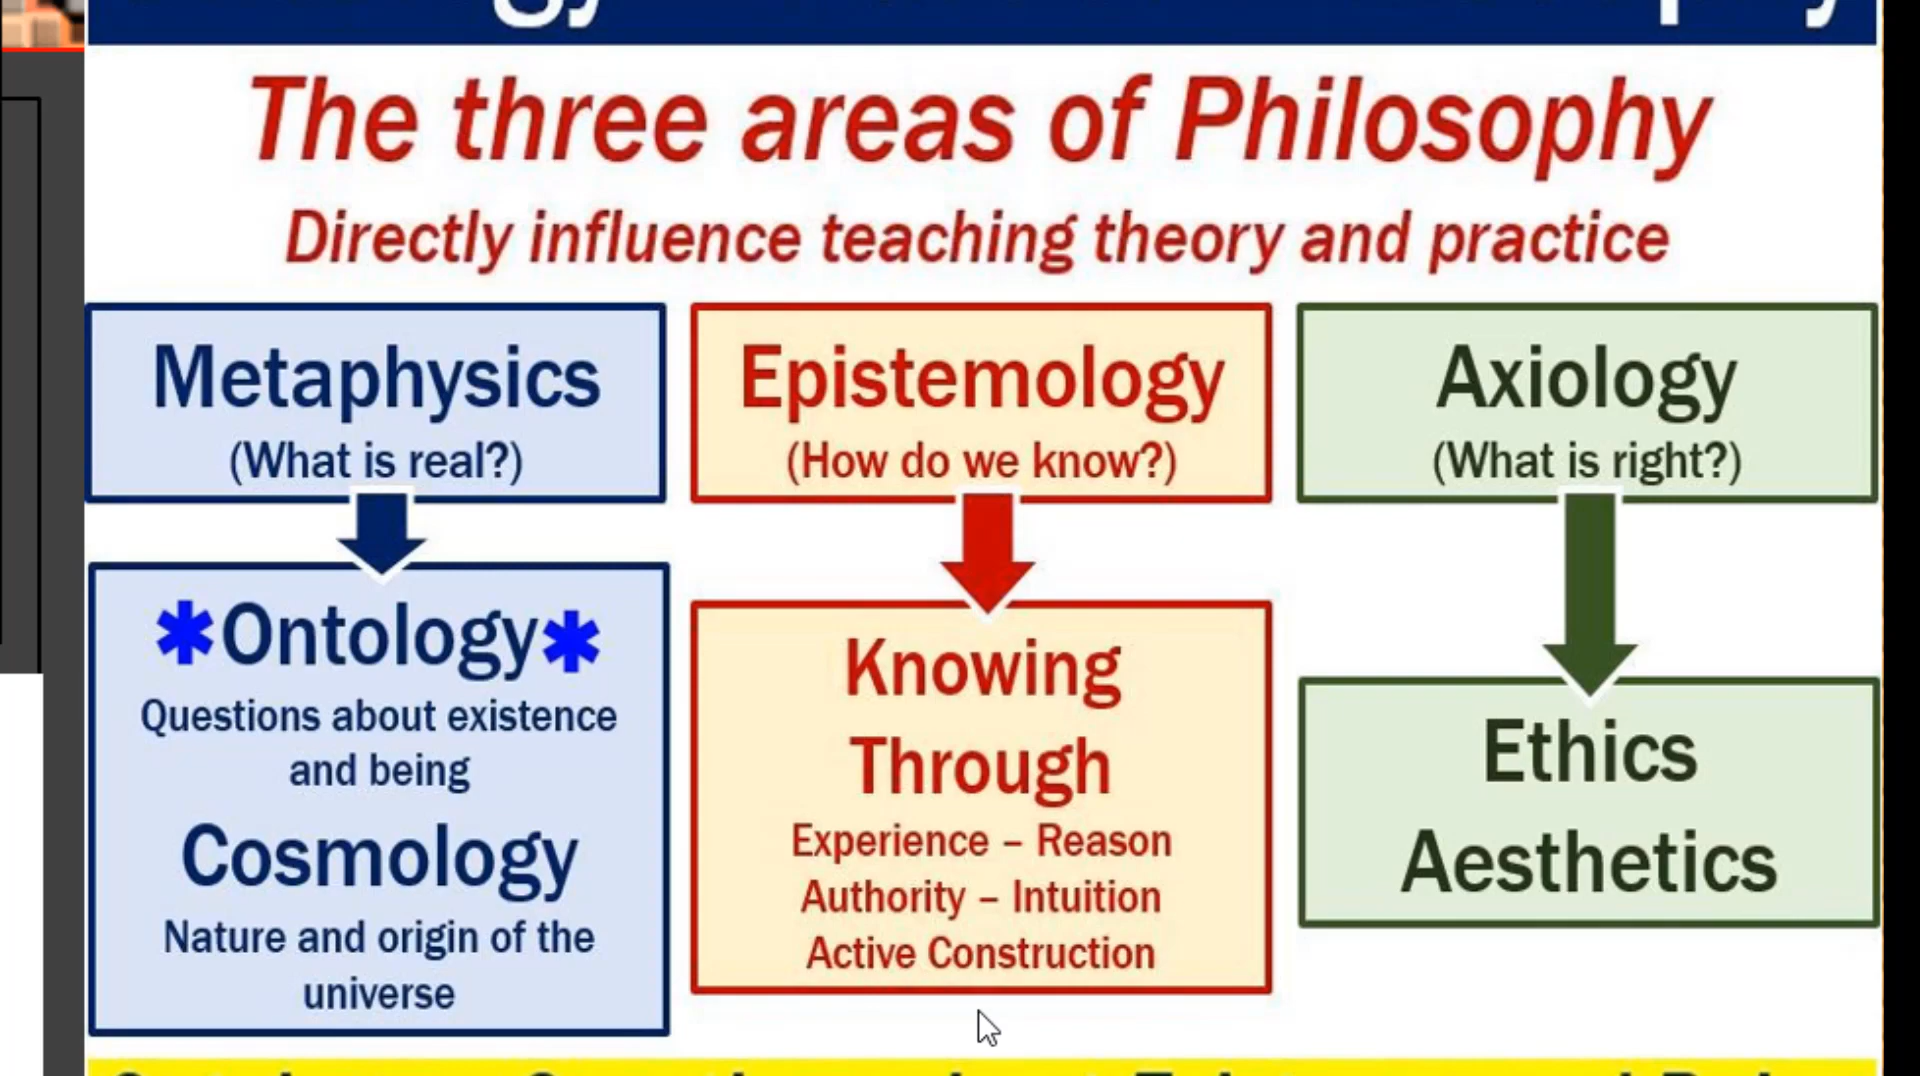 The three areas of Philosophy
Directly influence teaching theory and practice
Metaphysics
(What is real?)
✱Ontology✱
Questions about existence
and being
Cosmology
Nature and origin of the
universe
Epistemology
(How do we know?)
Knowing
Through
Experience – Reason
Authority – Intuition
Active Construction
Axiology
(What is right?)
Ethics
Aesthetics